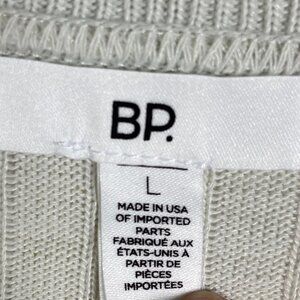 BP.
L
MADE IN USA
OF IMPORTED
PARTS
FABRIQUÉ AUX
ÉTATS-UNIS À
PARTIR DE
PIÈCES
IMPORTÉES